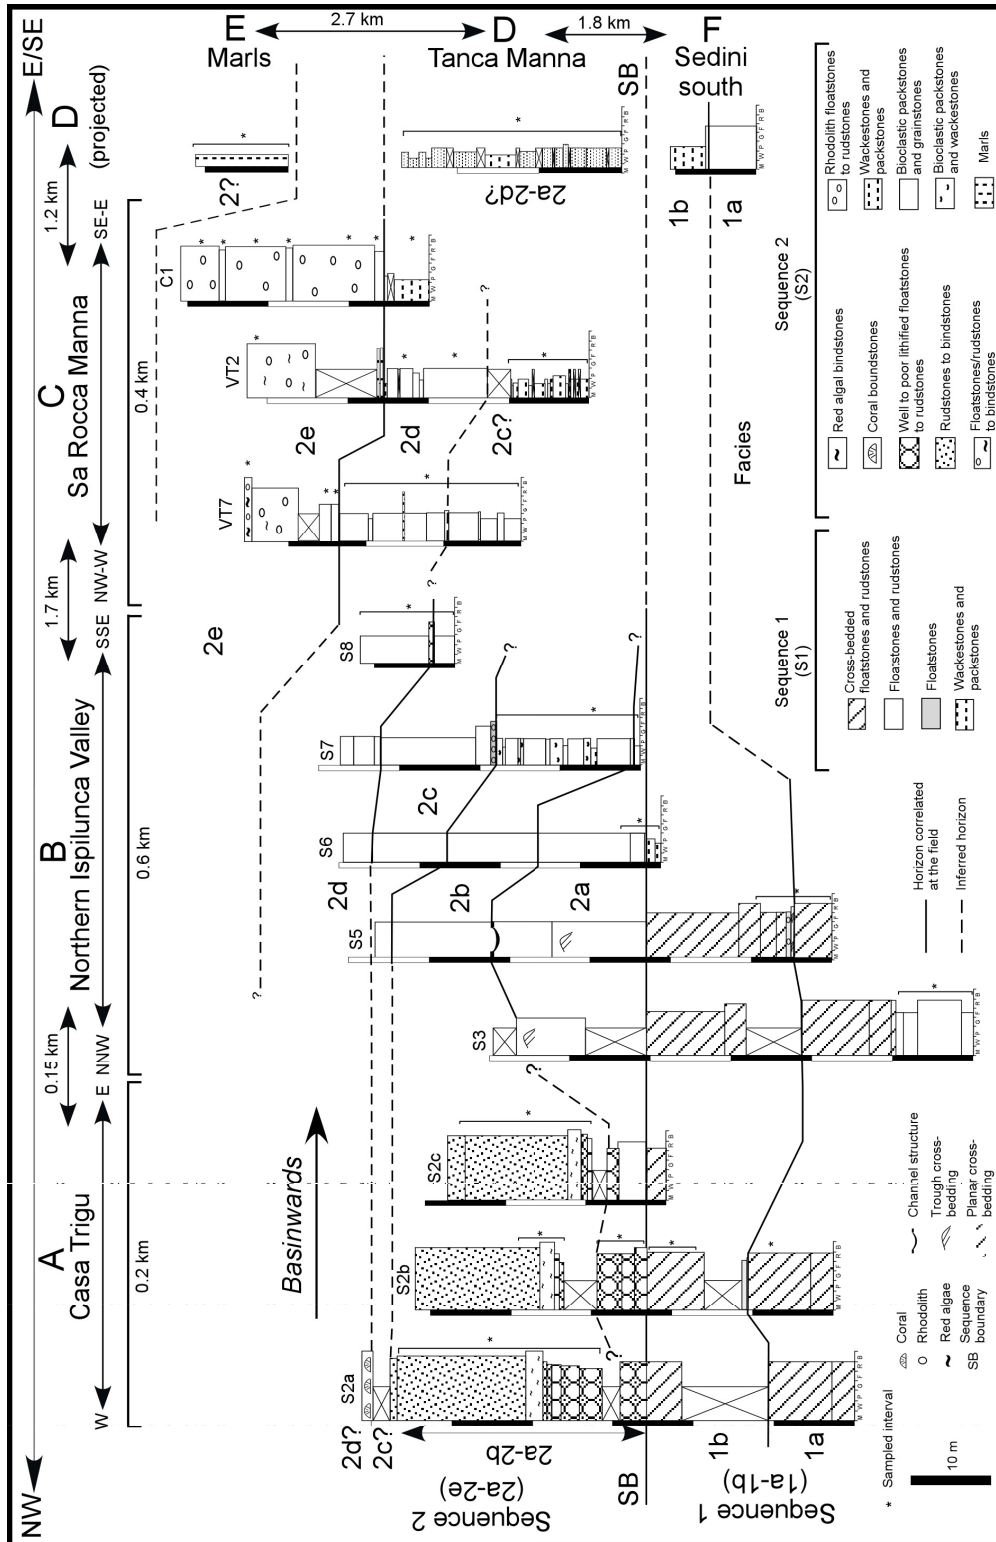 NW
E/SE
A
Casa Trigu
W
E
0.2 km
0.15 km
B
Northern Ispilunca Valley
NNW
SSE
0.6 km
1.7 km
C
Sa Rocca Manna
NW-W
SE-E
0.4 km
1.2 km
D
(projected)
E
Marls
2.7 km
D
Tanca Manna
1.8 km
F
Sedini
south
Basinwards
2d?
2c?
2a-2b
Sequence 2
(2a-2e)
SB
1b
1a
Sequence 1
(1a-1b)
S2a
S2b
S2c
S3
S5
S6
S7
S8
VT7
VT2
C1
2d
2b
2a
2c
2e
2e
2d
2c?
2?
2a-2d?
SB
1b
1a
?
?
?
?
?
?
?
M W P G F R B
Facies
Sequence 1
(S1)
Cross-bedded
floatstones and rudstones
Floatstones and rudstones
Floatstones
Wackestones and
packstones
Sequence 2
(S2)
Red algal bindstones
Coral boundstones
Well to poor lithified floatstones
to rudstones
Rudstones to bindstones
Floatstones/rudstones
to bindstones
Rhodolith floatstones
to rudstones
Wackestones and
packstones
Bioclastic packstones
and grainstones
Bioclastic packstones
and wackestones
Marls
* Sampled interval
10 m
Coral
Rhodolith
Red algae
SB Sequence
boundary
Channel structure
Trough cross-
bedding
Planar cross-
bedding
Horizon correlated
at the field
Inferred horizon